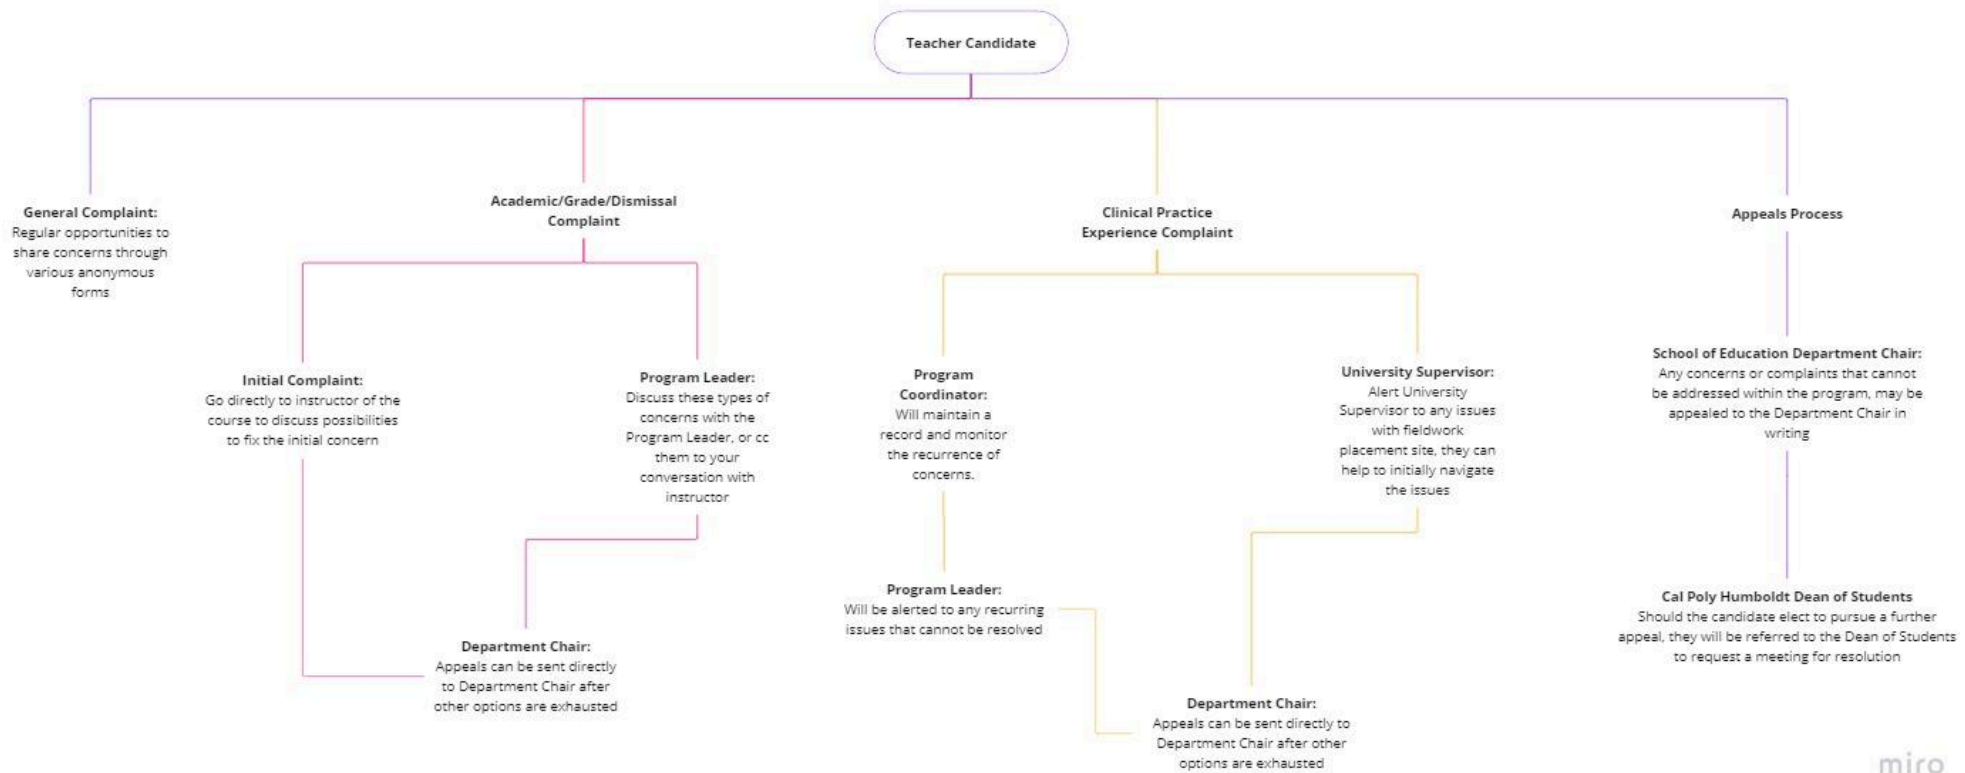 Teacher Candidate
General Complaint:
Regular opportunities to
share concerns through
various anonymous
forms
Academic/Grade/Dismissal
Complaint
Initial Complaint:
Go directly to instructor of the
course to discuss possibilities
to fix the initial concern
Program Leader:
Discuss these types of
concerns with the
Program Leader, or cc
them to your
conversation with
instructor
Department Chair:
Appeals can be sent directly
to Department Chair after
other options are exhausted
Clinical Practice
Experience Complaint
Program
Coordinator:
Will maintain a
record and monitor
the recurrence of
concerns.
Program Leader:
Will be alerted to any recurring
issues that cannot be resolved
University Supervisor:
Alert University
Supervisor to any issues
with fieldwork
placement site, they can
help to initially navigate
the issues
Department Chair:
Appeals can be sent directly to
Department Chair after other
options are exhausted
Appeals Process
School of Education Department Chair:
Any concerns or complaints that cannot
be addressed within the program, may be
appealed to the Department Chair in
writing
Cal Poly Humboldt Dean of Students
Should the candidate elect to pursue a further
appeal, they will be referred to the Dean of Students
to request a meeting for resolution
miro